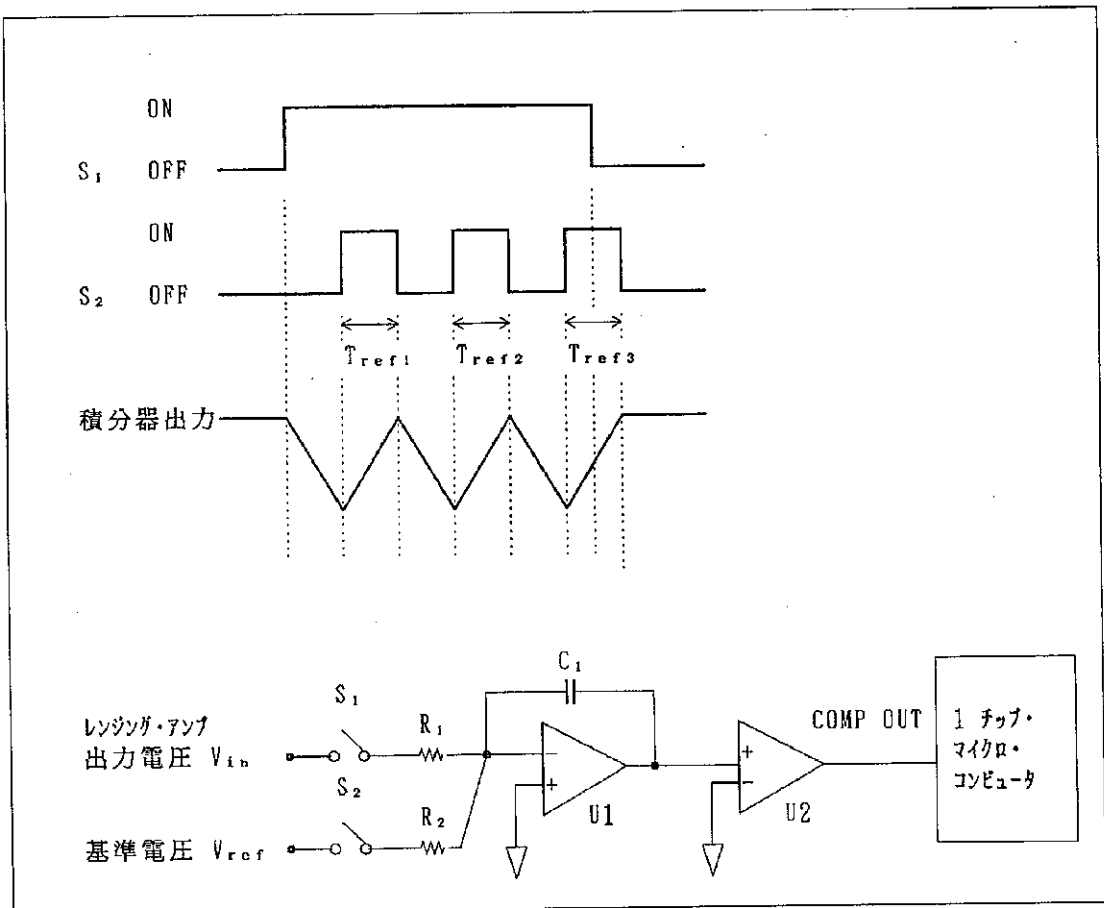 ON
S₁ OFF
ON
S₂ OFF
Tref1 Tref2 Tref3
積分器出力
C₁
S₁
R₁
レンジング・アンプ
出力電圧 Vin
S₂
R₂
基準電圧 Vref
−
+
U1
+
−
U2
COMP OUT
1 チップ・
マイクロ・
コンピュータ